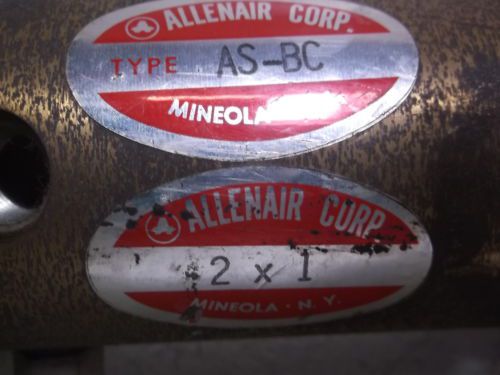 ALLENAIR CORP.
TYPE AS-BC
MINEOLA
ALLENAIR CORP.
2 x 1
MINEOLA · N. Y.